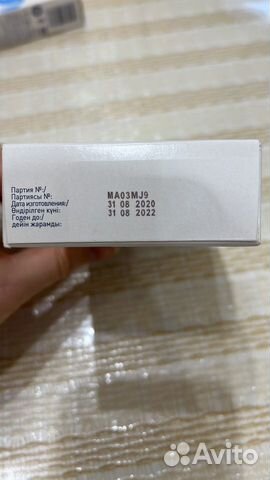 Партия №:/
Партиясы №: MA03MJ9
Дата изготовления:/ 31 08 2020
Өндірілген күні: 31 08 2022
Годен до:/
дейін жарамды:
Avito